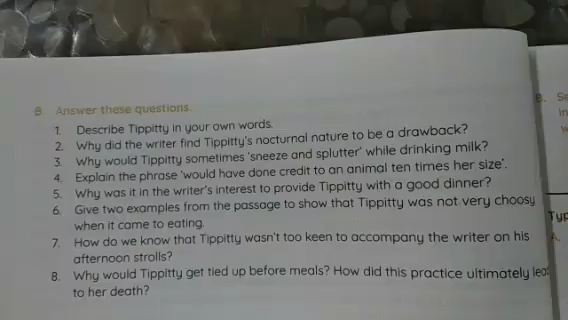 B Answer these questions.
1. Describe Tippitty in your own words.
2. Why did the writer find Tippitty's nocturnal nature to be a drawback?
3. Why would Tippitty sometimes 'sneeze and splutter' while drinking milk?
4. Explain the phrase 'would have done credit to an animal ten times her size'.
5. Why was it in the writer's interest to provide Tippitty with a good dinner?
6. Give two examples from the passage to show that Tippitty was not very choosy
when it came to eating.
7. How do we know that Tippitty wasn't too keen to accompany the writer on his
afternoon strolls?
8. Why would Tippitty get tied up before meals? How did this practice ultimately lead
to her death?
B. Se
in
Typ
A.